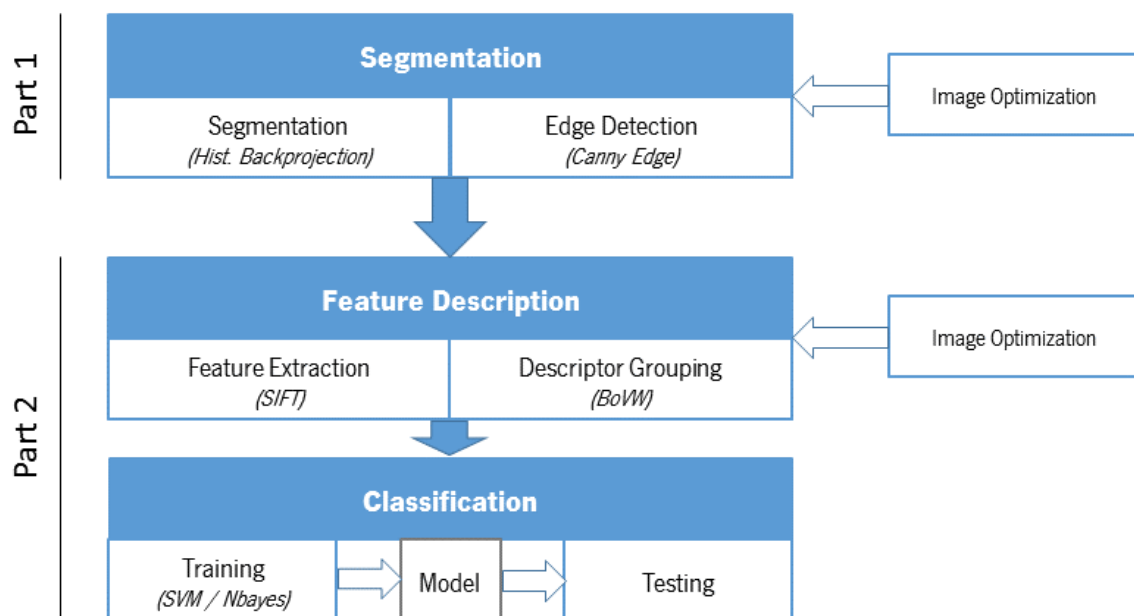 Part 1
Segmentation
Segmentation
(Hist. Backprojection)
Edge Detection
(Canny Edge)
Image Optimization
Part 2
Feature Description
Feature Extraction
(SIFT)
Descriptor Grouping
(BoVW)
Image Optimization
Classification
Training
(SVM / Nbayes)
Model
Testing